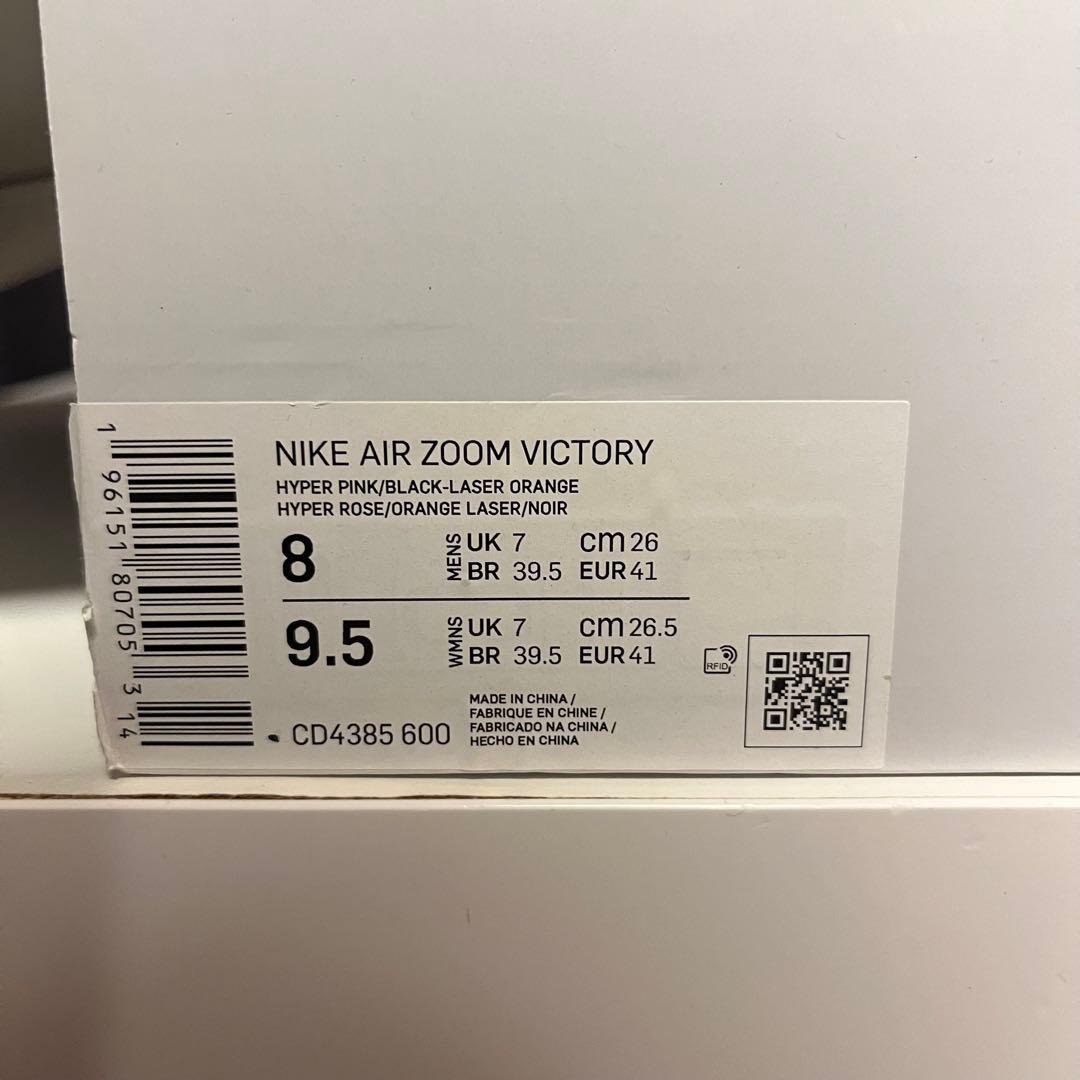 1 96151 80705 3 14
NIKE AIR ZOOM VICTORY
HYPER PINK/BLACK-LASER ORANGE
HYPER ROSE/ORANGE LASER/NOIR
8 MENS UK 7 CM 26
BR 39.5 EUR 41
9.5 WMNS UK 7 CM 26.5
BR 39.5 EUR 41
RFID
CD4385 600
MADE IN CHINA /
FABRIQUE EN CHINE /
FABRICADO NA CHINA /
HECHO EN CHINA